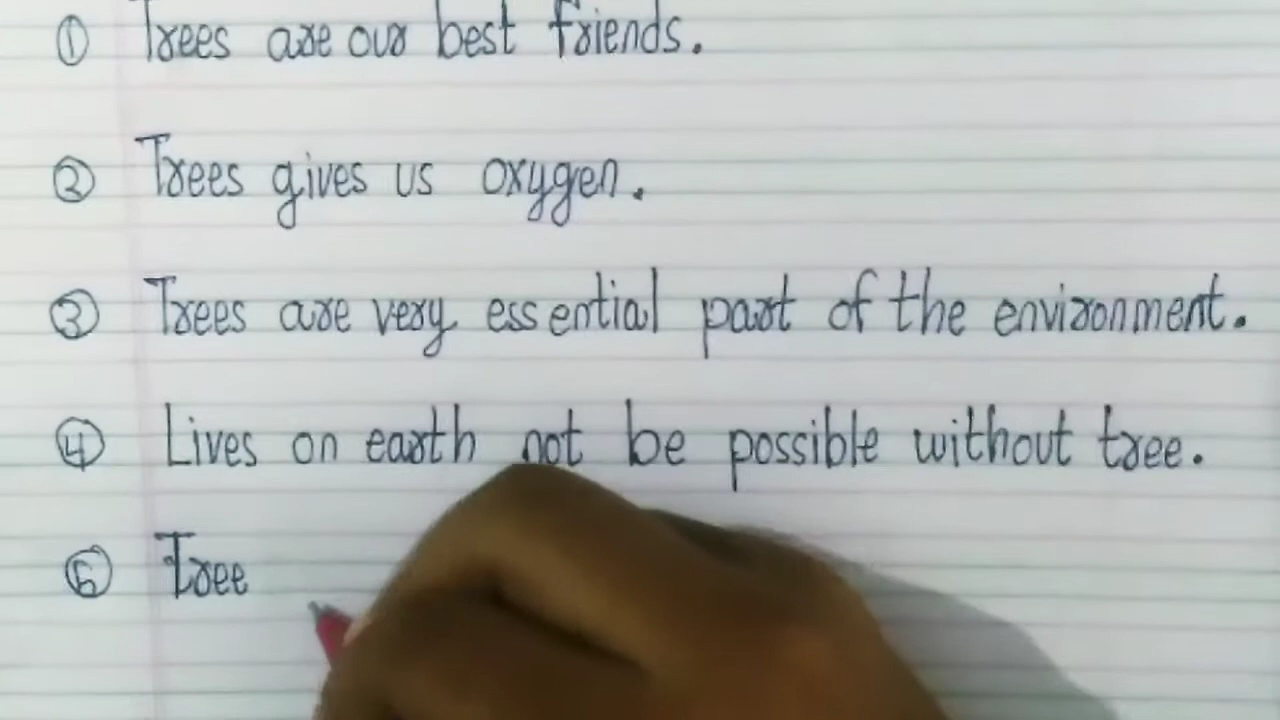 ① Trees are our best friends.
② Trees gives us oxygen.
③ Trees are very essential part of the environment.
④ Lives on earth not be possible without tree.
⑤ Tree